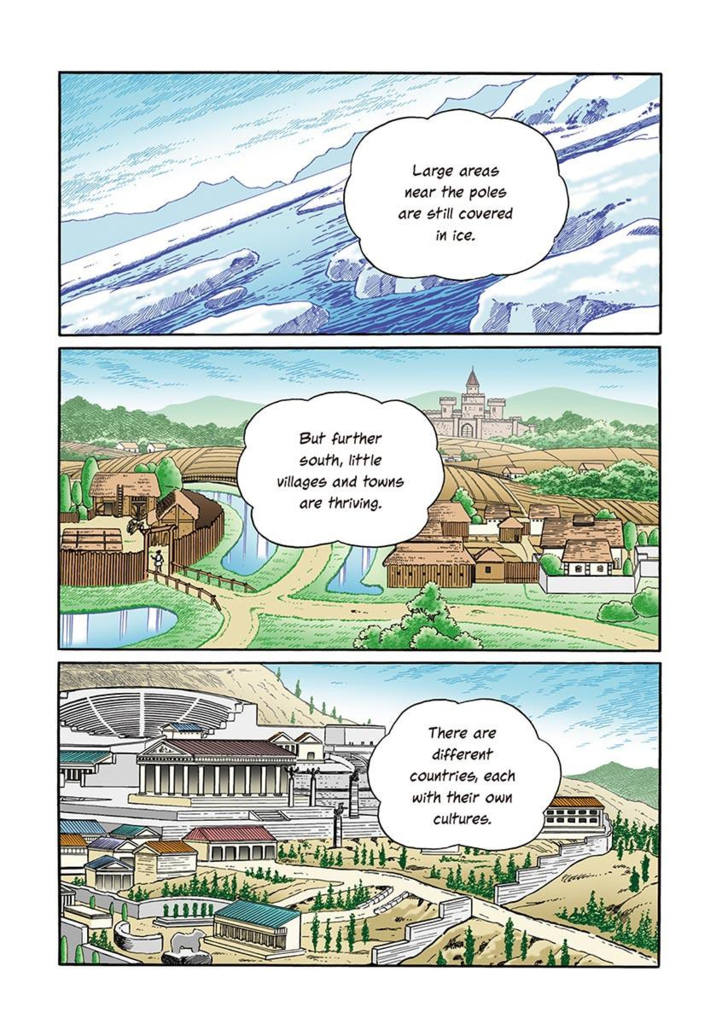 Large areas
near the poles
are still covered
in ice.
But further
south, little
villages and towns
are thriving.
There are
different
countries, each
with their own
cultures.